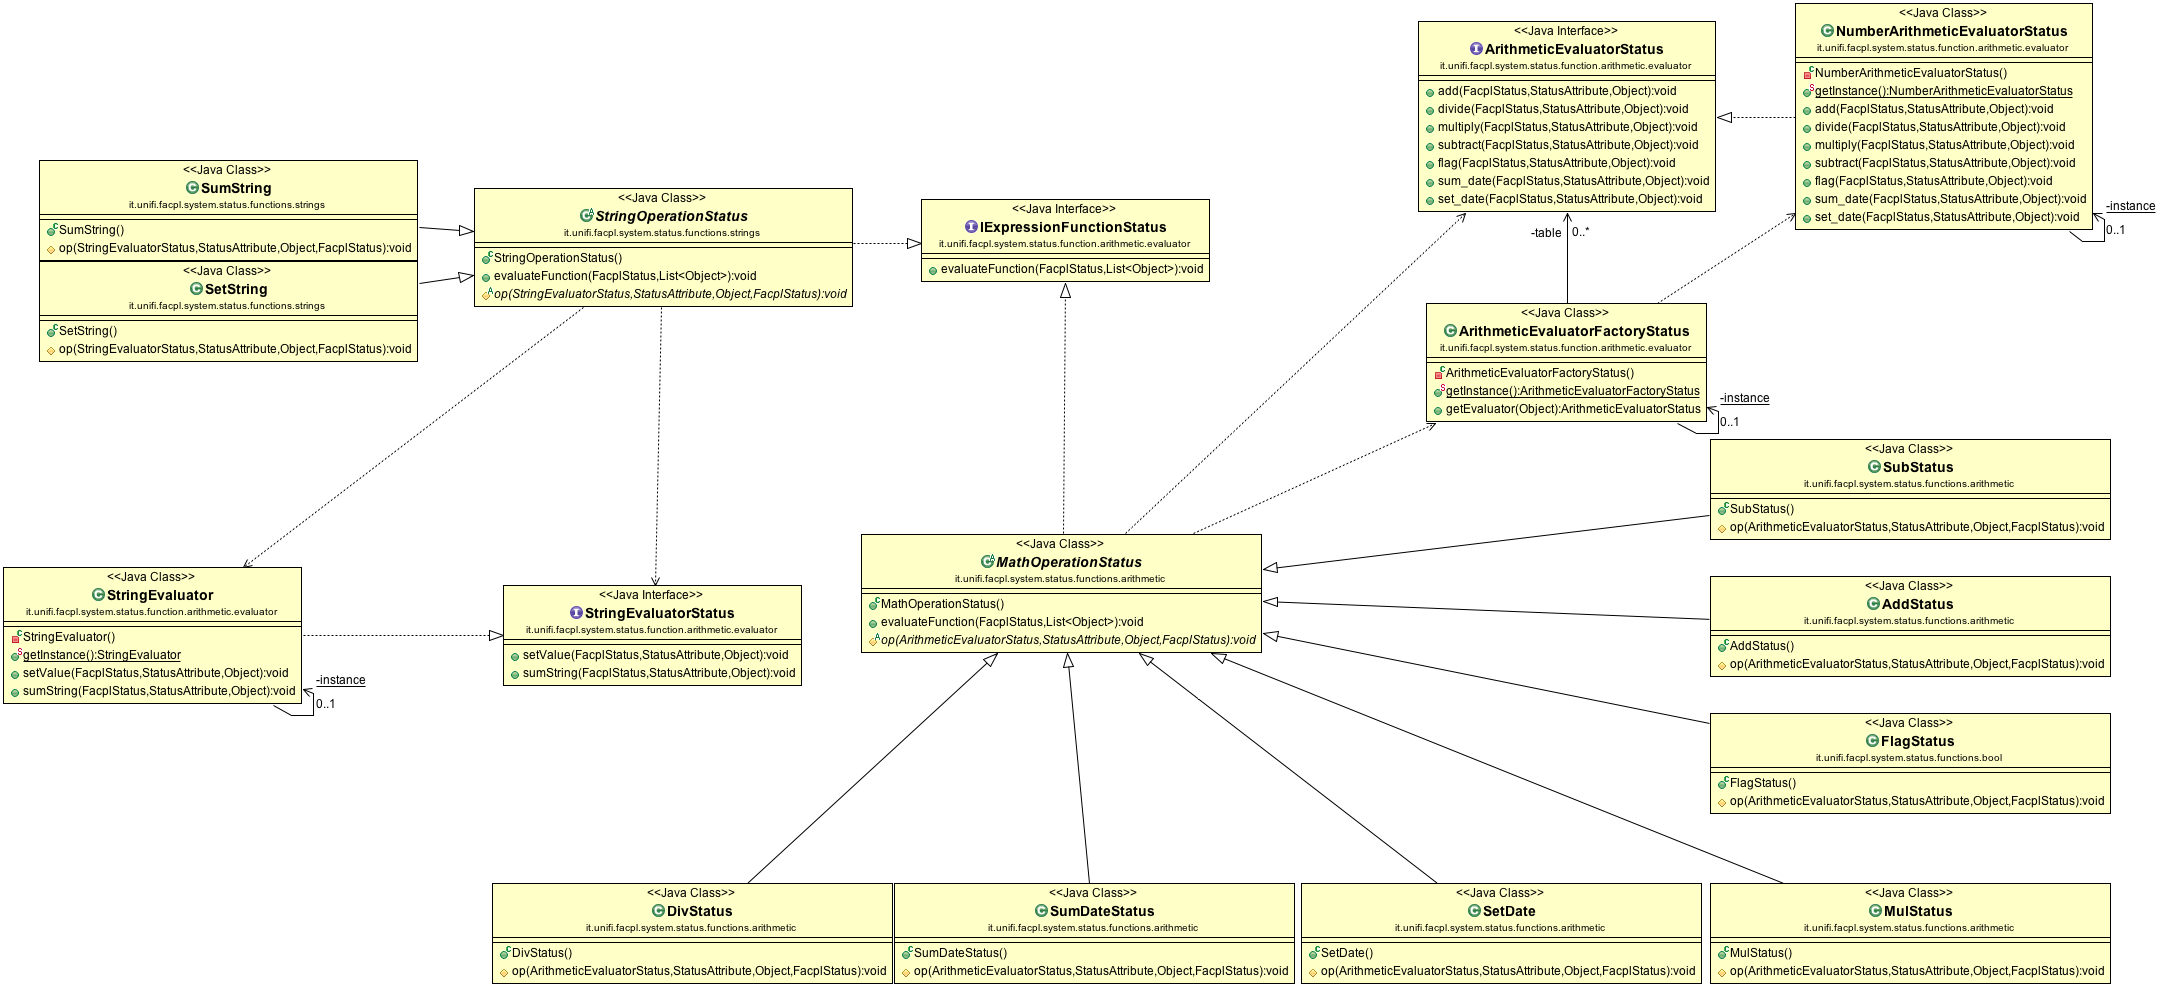 <<Java Class>>
SumString
it.unifi.facpl.system.status.functions.strings
SumString()
op(StringEvaluatorStatus,StatusAttribute,Object,FacplStatus):void
<<Java Class>>
SetString
it.unifi.facpl.system.status.functions.strings
SetString()
op(StringEvaluatorStatus,StatusAttribute,Object,FacplStatus):void
<<Java Class>>
StringOperationStatus
it.unifi.facpl.system.status.functions.strings
StringOperationStatus()
evaluateFunction(FacplStatus,List<Object>):void
op(StringEvaluatorStatus,StatusAttribute,Object,FacplStatus):void
<<Java Interface>>
IExpressionFunctionStatus
it.unifi.facpl.system.status.function.arithmetic.evaluator
evaluateFunction(FacplStatus,List<Object>):void
<<Java Interface>>
ArithmeticEvaluatorStatus
it.unifi.facpl.system.status.function.arithmetic.evaluator
add(FacplStatus,StatusAttribute,Object):void
divide(FacplStatus,StatusAttribute,Object):void
multiply(FacplStatus,StatusAttribute,Object):void
subtract(FacplStatus,StatusAttribute,Object):void
flag(FacplStatus,StatusAttribute,Object):void
sum_date(FacplStatus,StatusAttribute,Object):void
set_date(FacplStatus,StatusAttribute,Object):void
<<Java Class>>
NumberArithmeticEvaluatorStatus
it.unifi.facpl.system.status.function.arithmetic.evaluator
NumberArithmeticEvaluatorStatus()
getInstance():NumberArithmeticEvaluatorStatus
add(FacplStatus,StatusAttribute,Object):void
divide(FacplStatus,StatusAttribute,Object):void
multiply(FacplStatus,StatusAttribute,Object):void
subtract(FacplStatus,StatusAttribute,Object):void
flag(FacplStatus,StatusAttribute,Object):void
sum_date(FacplStatus,StatusAttribute,Object):void
set_date(FacplStatus,StatusAttribute,Object):void
-instance
0..1
-table 0..*
<<Java Class>>
ArithmeticEvaluatorFactoryStatus
it.unifi.facpl.system.status.function.arithmetic.evaluator
ArithmeticEvaluatorFactoryStatus()
getInstance():ArithmeticEvaluatorFactoryStatus
getEvaluator(Object):ArithmeticEvaluatorStatus
-instance
0..1
<<Java Class>>
StringEvaluator
it.unifi.facpl.system.status.function.arithmetic.evaluator
StringEvaluator()
getInstance():StringEvaluator
setValue(FacplStatus,StatusAttribute,Object):void
sumString(FacplStatus,StatusAttribute,Object):void
-instance
0..1
<<Java Interface>>
StringEvaluatorStatus
it.unifi.facpl.system.status.function.arithmetic.evaluator
setValue(FacplStatus,StatusAttribute,Object):void
sumString(FacplStatus,StatusAttribute,Object):void
<<Java Class>>
MathOperationStatus
it.unifi.facpl.system.status.functions.arithmetic
MathOperationStatus()
evaluateFunction(FacplStatus,List<Object>):void
op(ArithmeticEvaluatorStatus,StatusAttribute,Object,FacplStatus):void
<<Java Class>>
SubStatus
it.unifi.facpl.system.status.functions.arithmetic
SubStatus()
op(ArithmeticEvaluatorStatus,StatusAttribute,Object,FacplStatus):void
<<Java Class>>
AddStatus
it.unifi.facpl.system.status.functions.arithmetic
AddStatus()
op(ArithmeticEvaluatorStatus,StatusAttribute,Object,FacplStatus):void
<<Java Class>>
FlagStatus
it.unifi.facpl.system.status.functions.bool
FlagStatus()
op(ArithmeticEvaluatorStatus,StatusAttribute,Object,FacplStatus):void
<<Java Class>>
DivStatus
it.unifi.facpl.system.status.functions.arithmetic
DivStatus()
op(ArithmeticEvaluatorStatus,StatusAttribute,Object,FacplStatus):void
<<Java Class>>
SumDateStatus
it.unifi.facpl.system.status.functions.arithmetic
SumDateStatus()
op(ArithmeticEvaluatorStatus,StatusAttribute,Object,FacplStatus):void
<<Java Class>>
SetDate
it.unifi.facpl.system.status.functions.arithmetic
SetDate()
op(ArithmeticEvaluatorStatus,StatusAttribute,Object,FacplStatus):void
<<Java Class>>
MulStatus
it.unifi.facpl.system.status.functions.arithmetic
MulStatus()
op(ArithmeticEvaluatorStatus,StatusAttribute,Object,FacplStatus):void